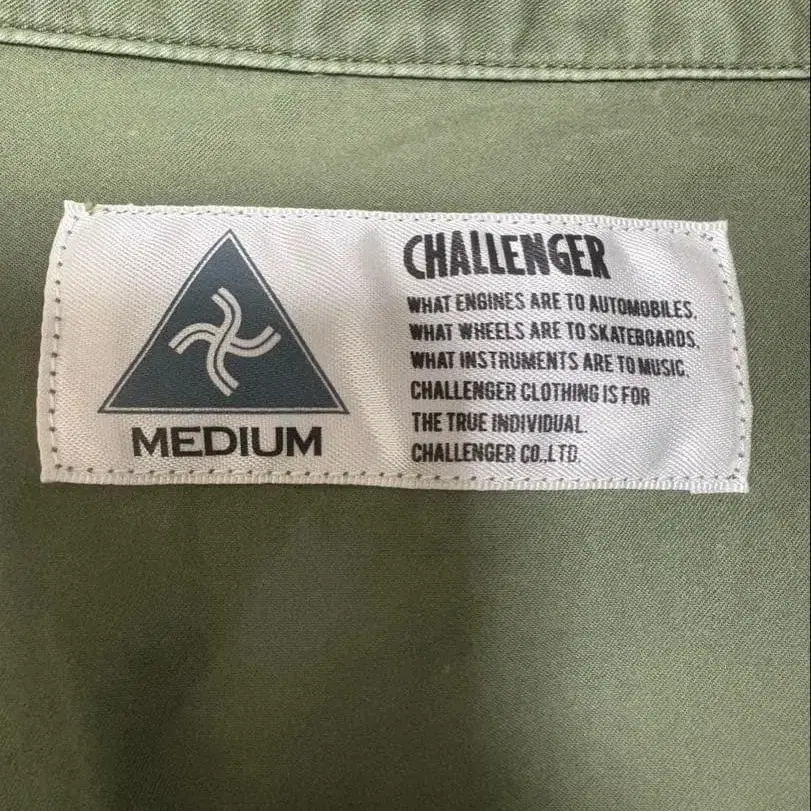 MEDIUM
CHALLENGER
WHAT ENGINES ARE TO AUTOMOBILES.
WHAT WHEELS ARE TO SKATEBOARDS.
WHAT INSTRUMENTS ARE TO MUSIC.
CHALLENGER CLOTHING IS FOR
THE TRUE INDIVIDUAL.
CHALLENGER CO.,LTD.